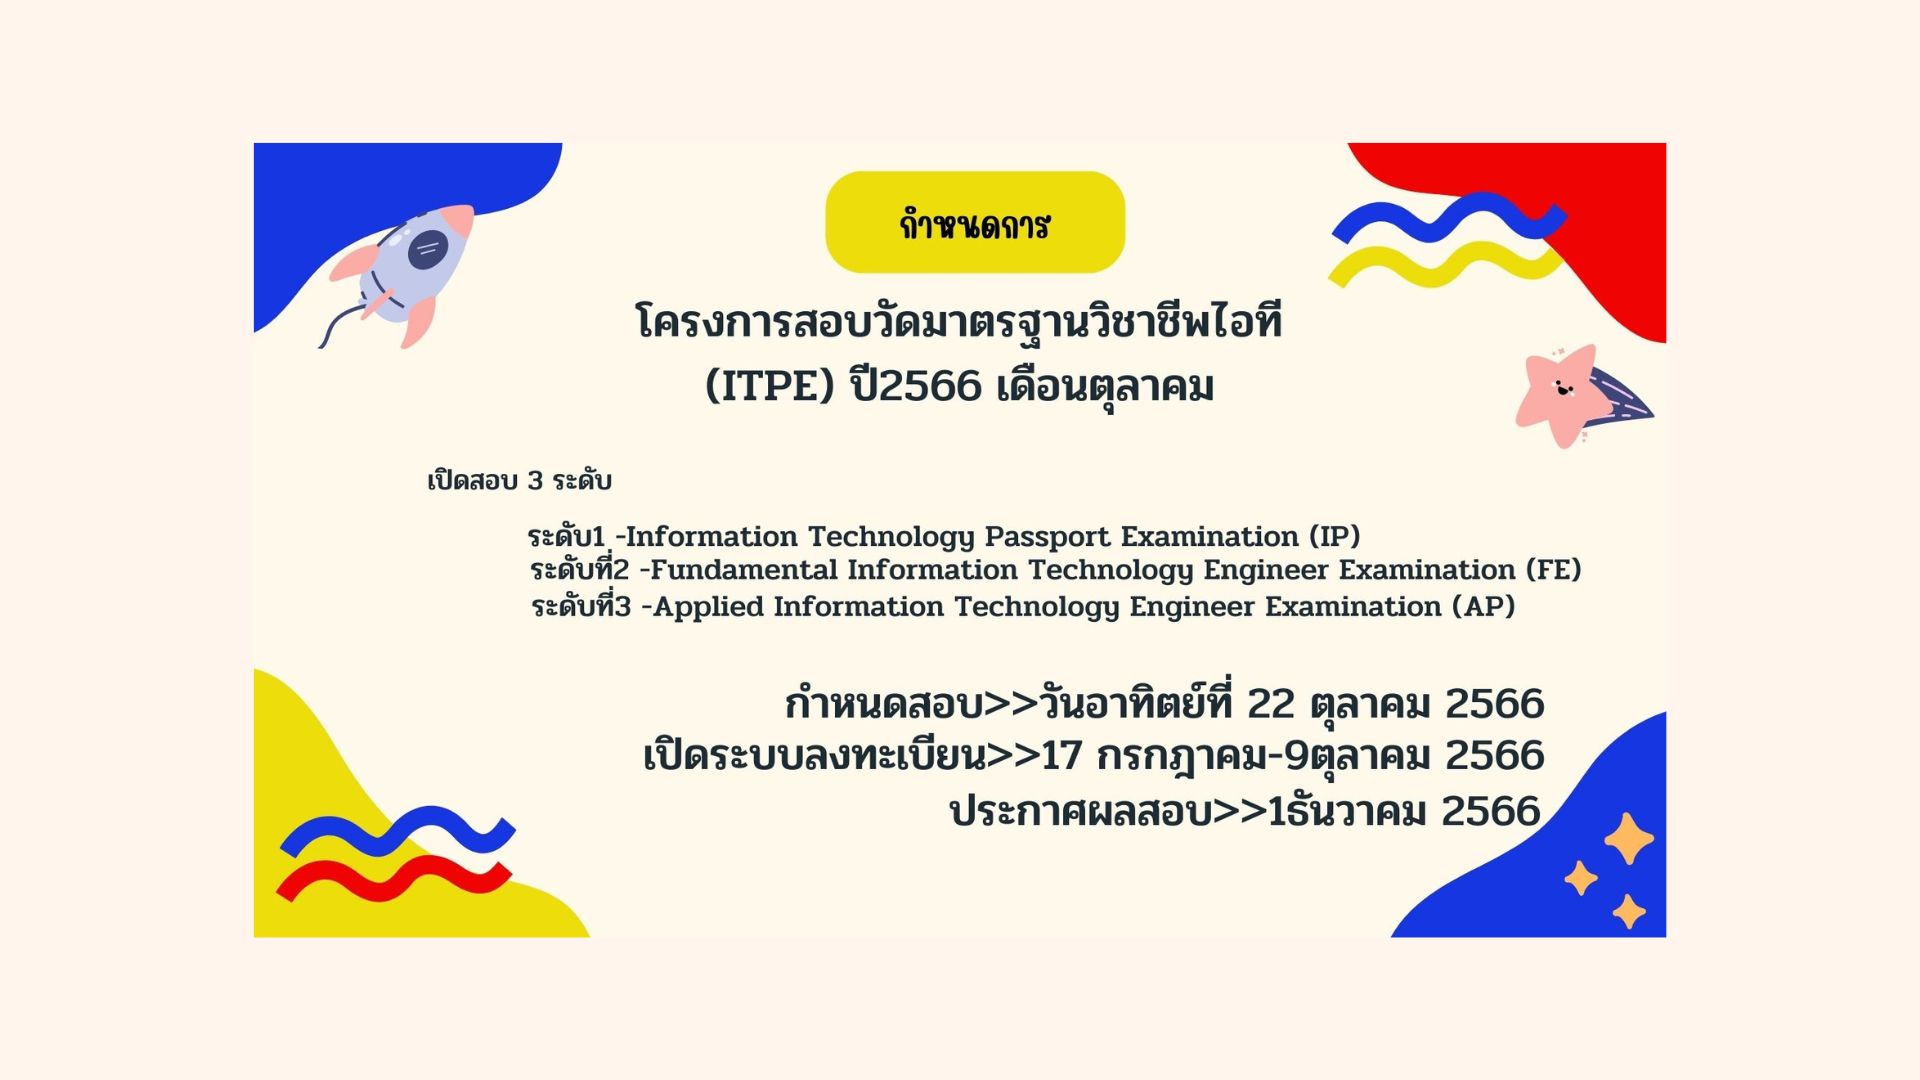 กำหนดการ
โครงการสอบวัดมาตรฐานวิชาชีพไอที
(ITPE) ปี2566 เดือนตุลาคม
เปิดสอบ 3 ระดับ
ระดับ1 -Information Technology Passport Examination (IP)
ระดับที่2 -Fundamental Information Technology Engineer Examination (FE)
ระดับที่3 -Applied Information Technology Engineer Examination (AP)
กำหนดสอบ>>วันอาทิตย์ที่ 22 ตุลาคม 2566
เปิดระบบลงทะเบียน>>17 กรกฎาคม-9ตุลาคม 2566
ประกาศผลสอบ>>1ธันวาคม 2566